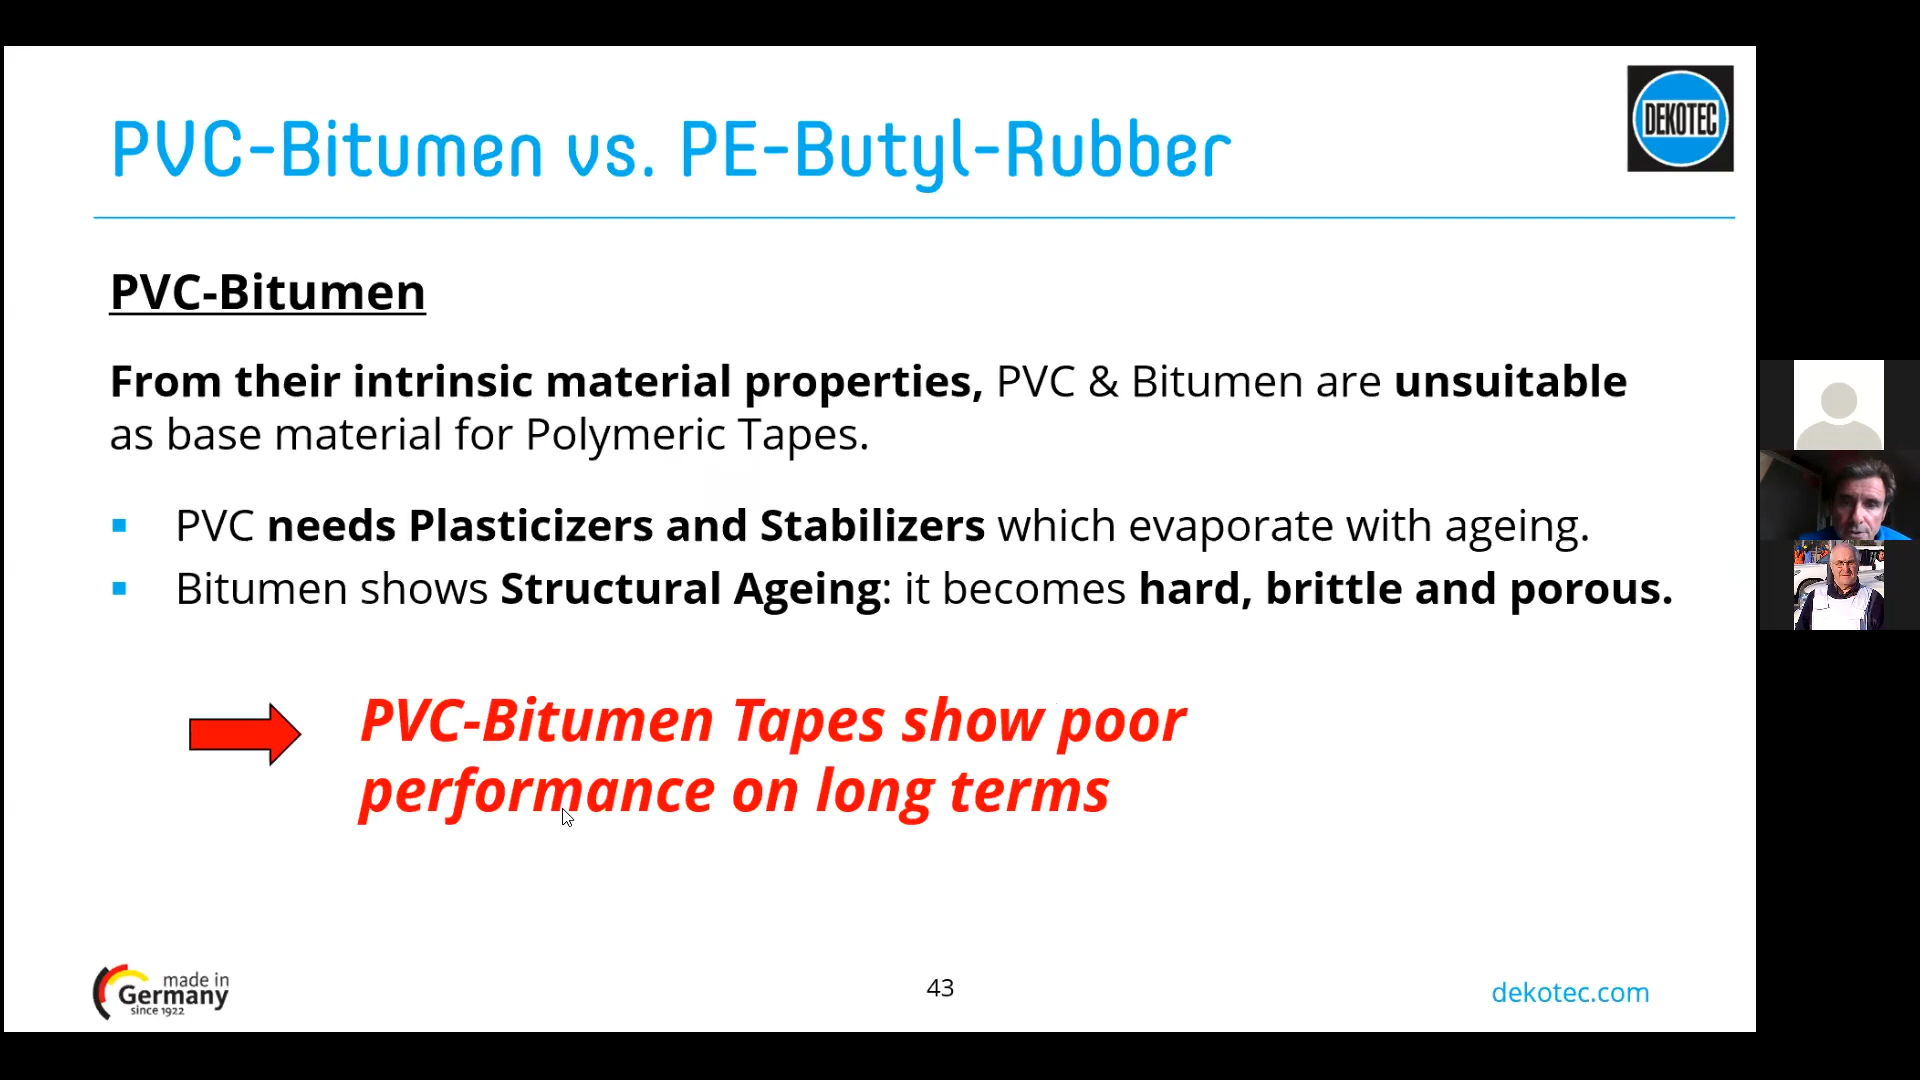 PVC-Bitumen vs. PE-Butyl-Rubber
DEKOTEC
PVC-Bitumen
From their intrinsic material properties, PVC & Bitumen are unsuitable
as base material for Polymeric Tapes.
PVC needs Plasticizers and Stabilizers which evaporate with ageing.
Bitumen shows Structural Ageing: it becomes hard, brittle and porous.
PVC-Bitumen Tapes show poor
performance on long terms
made in
Germany
since 1922
43
dekotec.com